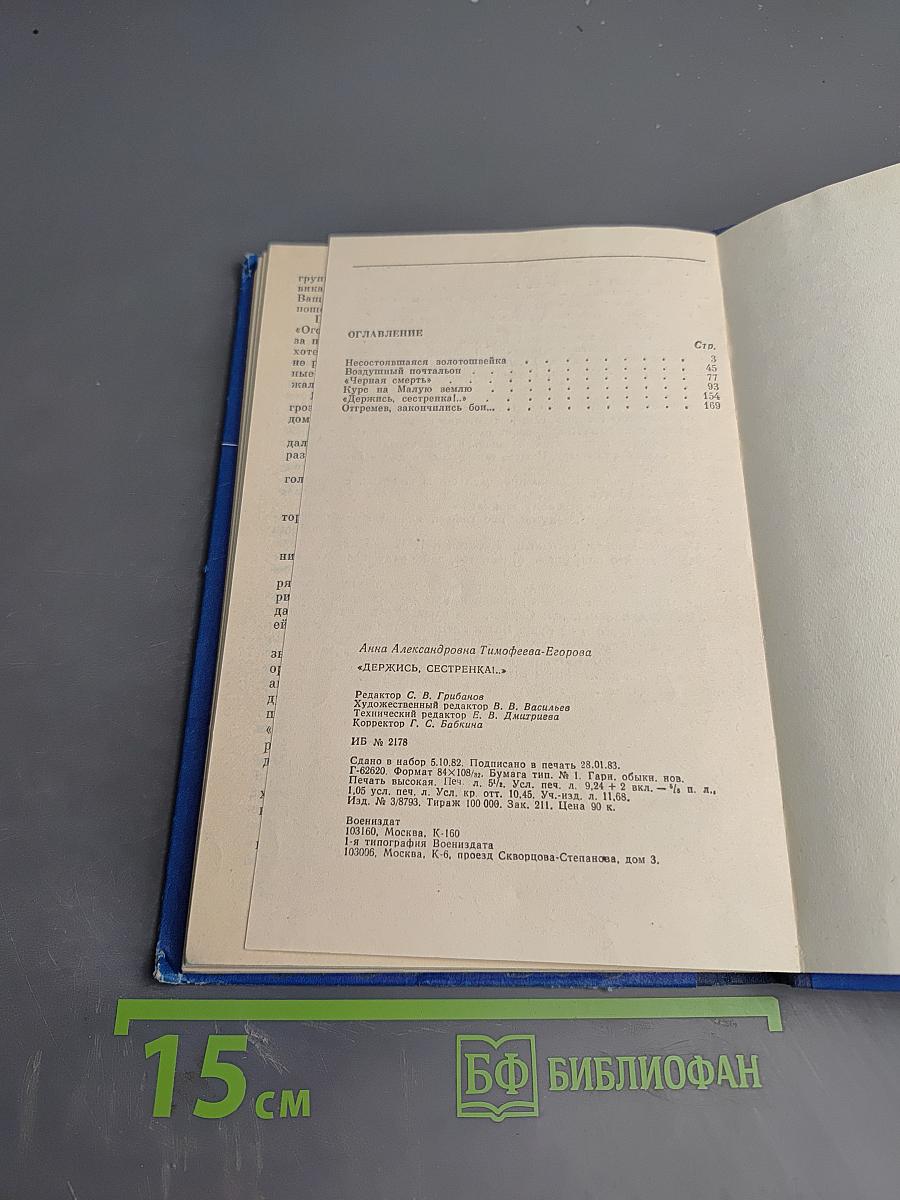 ОГЛАВЛЕНИЕ
Стр.
Несостоявшаяся золотошвейка . . . . . . . . . 3
Воздушный почтальон . . . . . . . . . . 45
«Черная смерть» . . . . . . . . . . 77
Курс на Малую землю . . . . . . . . . . 93
«Держись, сестренка!..» . . . . . . . . . . 154
Отгремев, закончились бои... . . . . . . . . . . 169
Анна Александровна Тимофеева-Егорова
«ДЕРЖИСЬ, СЕСТРЕНКА!..»
Редактор С. В. Грибанов
Художественный редактор В. В. Васильев
Технический редактор Е. В. Дмитриева
Корректор Г. С. Бабкина
ИБ № 2178
Сдано в набор 5.10.82. Подписано в печать 28.01.83.
Г-62620. Формат 84×108/32. Бумага тип. № 1. Гарн. обыкн. нов.
Печать высокая. Печ. л. 5½. Усл. печ. л. 9,24 + 2 вкл. — ⅝ п. л.,
1,05 усл. печ. л. Усл. кр. отт. 10,45. Уч.-изд. л. 11,68.
Изд. № 3/8793. Тираж 100 000. Зак. 211. Цена 90 к.
Воениздат
103160, Москва, К-160
1-я типография Воениздата
103006, Москва, К-6, проезд Скворцова-Степанова, дом 3.
15 см
БФ БИБЛИОФАН